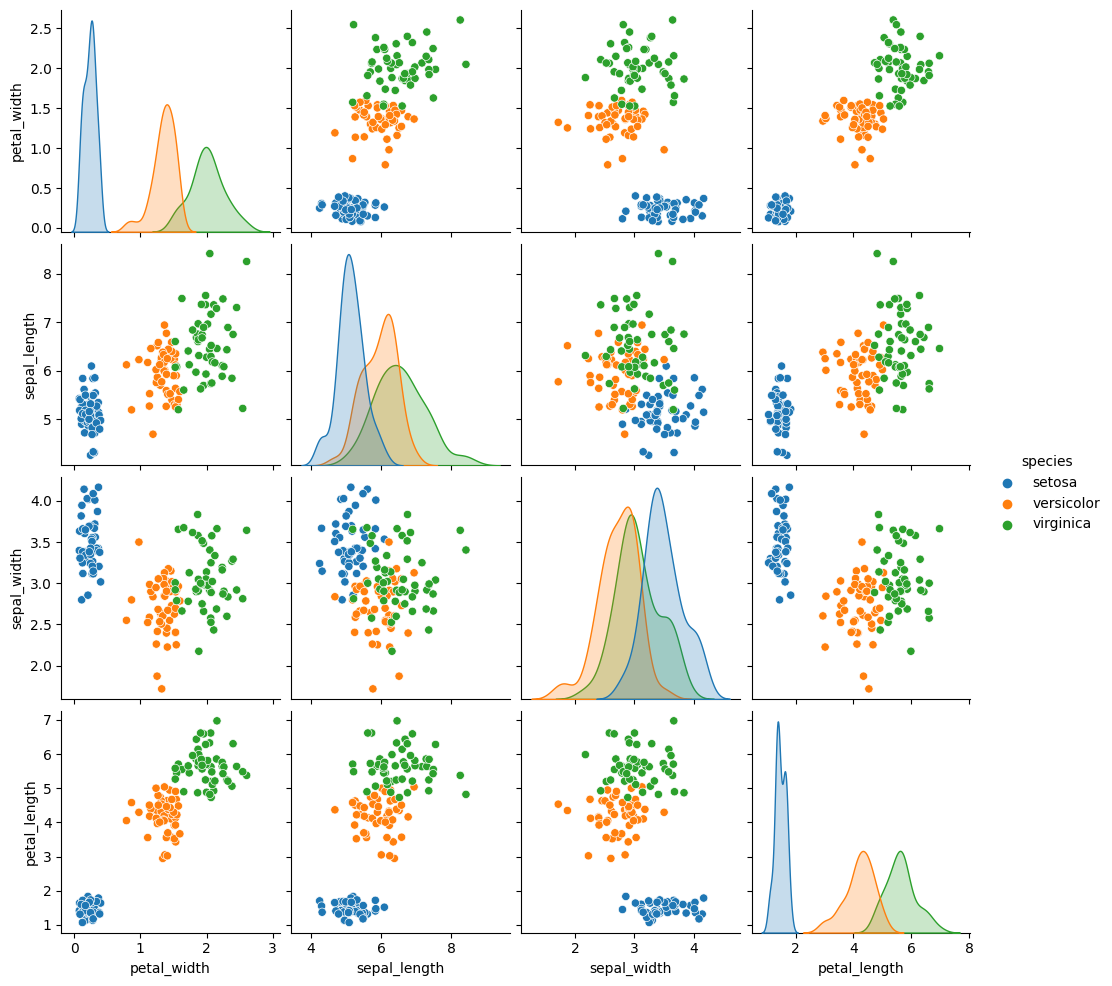 petal_width
2.5
2.0
1.5
1.0
0.5
0.0
sepal_length
8
7
6
5
sepal_width
4.0
3.5
3.0
2.5
2.0
petal_length
7
6
5
4
3
2
1
0 1 2 3
4 6 8
2 3 4
2 4 6 8
petal_width sepal_length sepal_width petal_length
species
setosa
versicolor
virginica